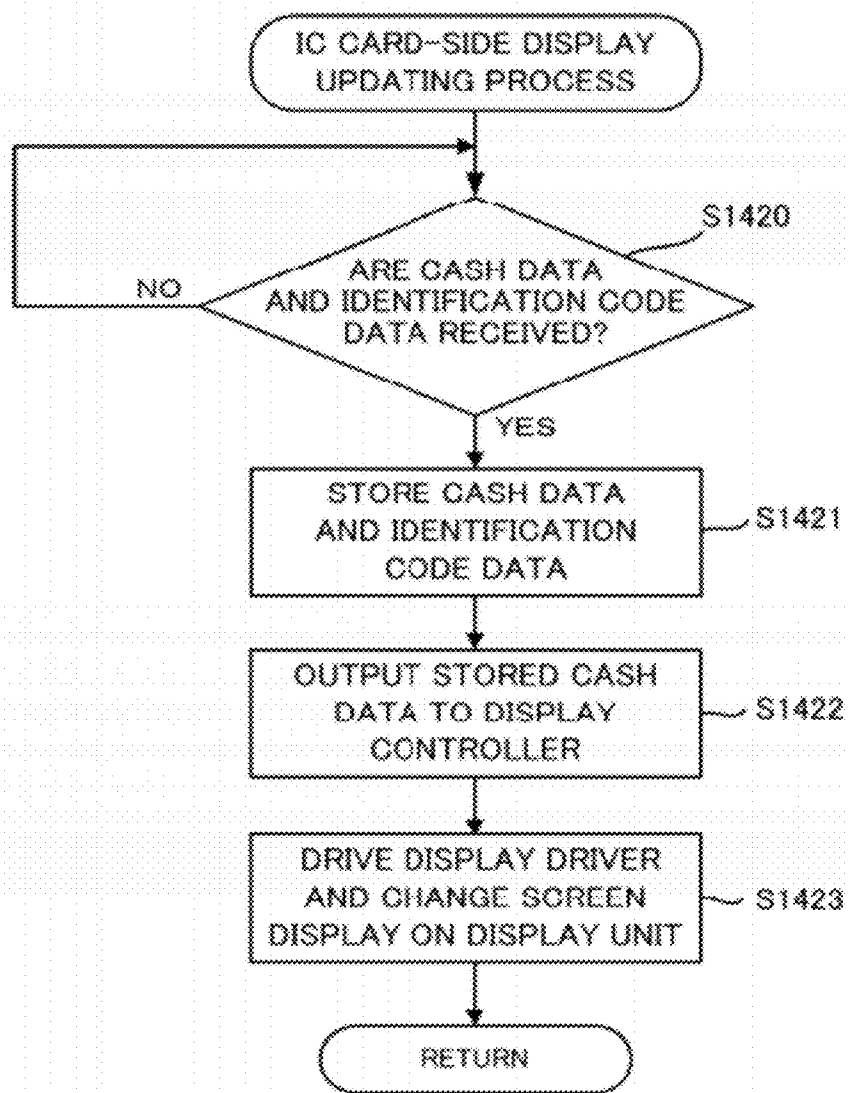 IC CARD-SIDE DISPLAY
UPDATING PROCESS
S1420
ARE CASH DATA
AND IDENTIFICATION CODE
DATA RECEIVED?
NO
YES
STORE CASH DATA
AND IDENTIFICATION
CODE DATA
S1421
OUTPUT STORED CASH
DATA TO DISPLAY
CONTROLLER
S1422
DRIVE DISPLAY DRIVER
AND CHANGE SCREEN
DISPLAY ON DISPLAY UNIT
S1423
RETURN